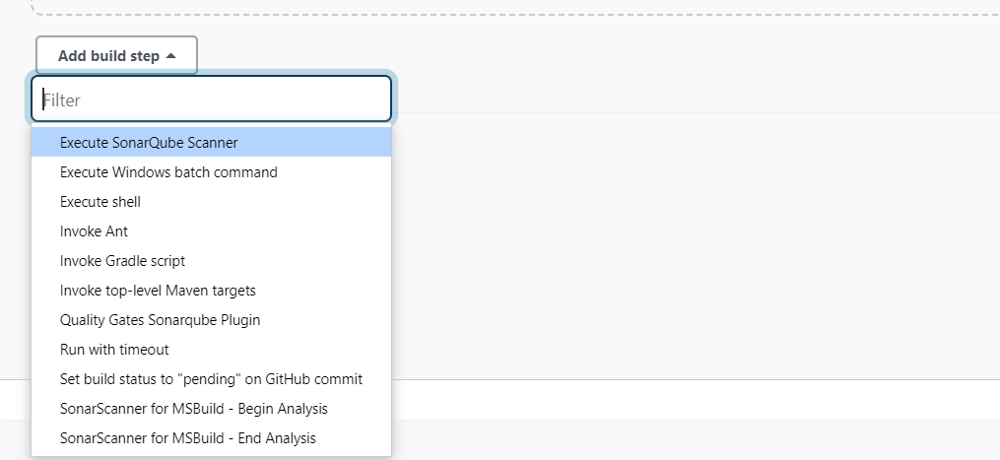 Add build step
Filter
Execute SonarQube Scanner
Execute Windows batch command
Execute shell
Invoke Ant
Invoke Gradle script
Invoke top-level Maven targets
Quality Gates Sonarqube Plugin
Run with timeout
Set build status to "pending" on GitHub commit
SonarScanner for MSBuild - Begin Analysis
SonarScanner for MSBuild - End Analysis